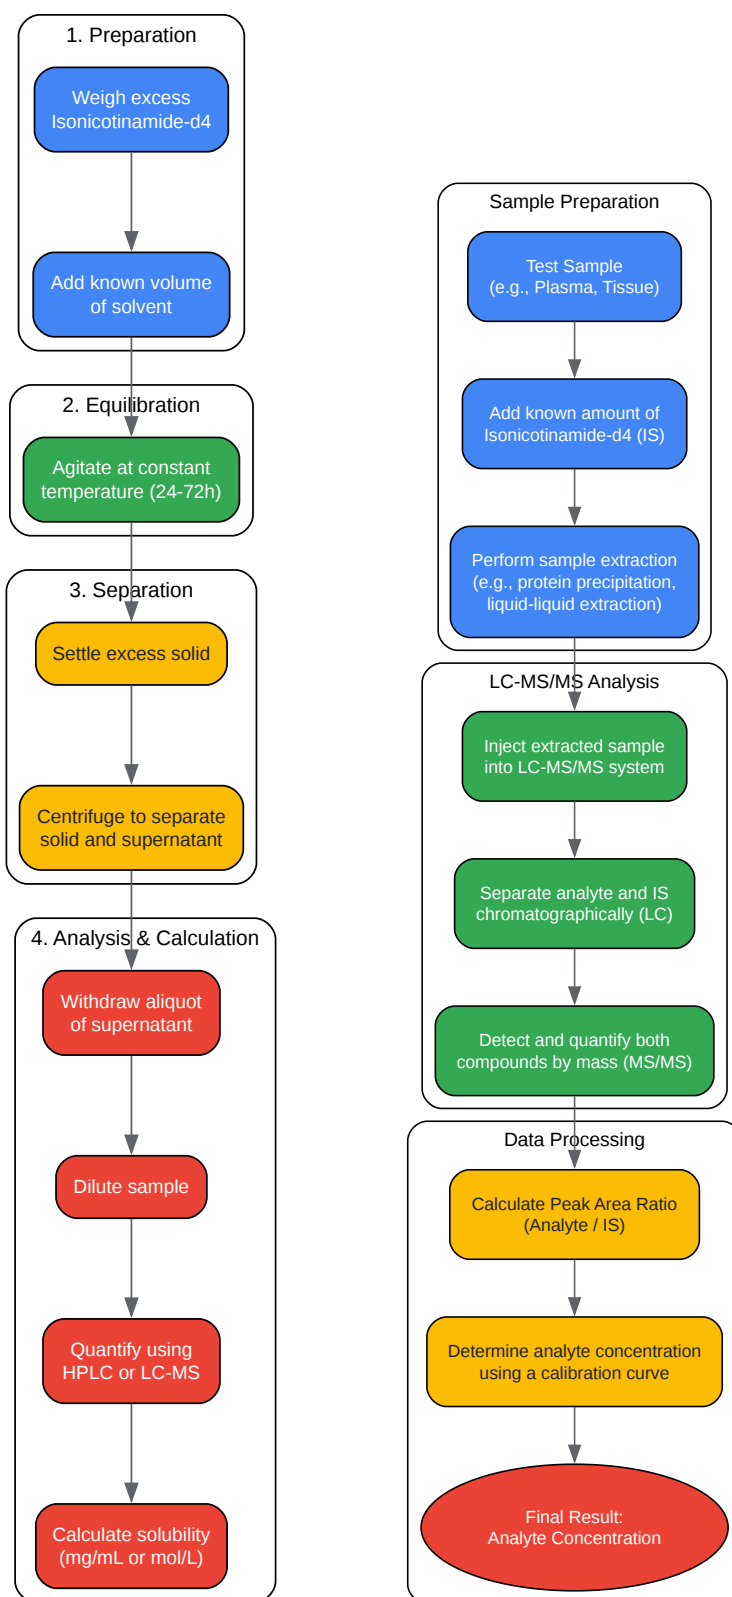 1. Preparation
Weigh excess
Isonicotinamide-d4
Add known volume
of solvent
2. Equilibration
Agitate at constant
temperature (24-72h)
3. Separation
Settle excess solid
Centrifuge to separate
solid and supernatant
4. Analysis & Calculation
Withdraw aliquot
of supernatant
Dilute sample
Quantify using
HPLC or LC-MS
Calculate solubility
(mg/mL or mol/L)
Sample Preparation
Test Sample
(e.g., Plasma, Tissue)
Add known amount of
Isonicotinamide-d4 (IS)
Perform sample extraction
(e.g., protein precipitation,
liquid-liquid extraction)
LC-MS/MS Analysis
Inject extracted sample
into LC-MS/MS system
Separate analyte and IS
chromatographically (LC)
Detect and quantify both
compounds by mass (MS/MS)
Data Processing
Calculate Peak Area Ratio
(Analyte / IS)
Determine analyte concentration
using a calibration curve
Final Result:
Analyte Concentration